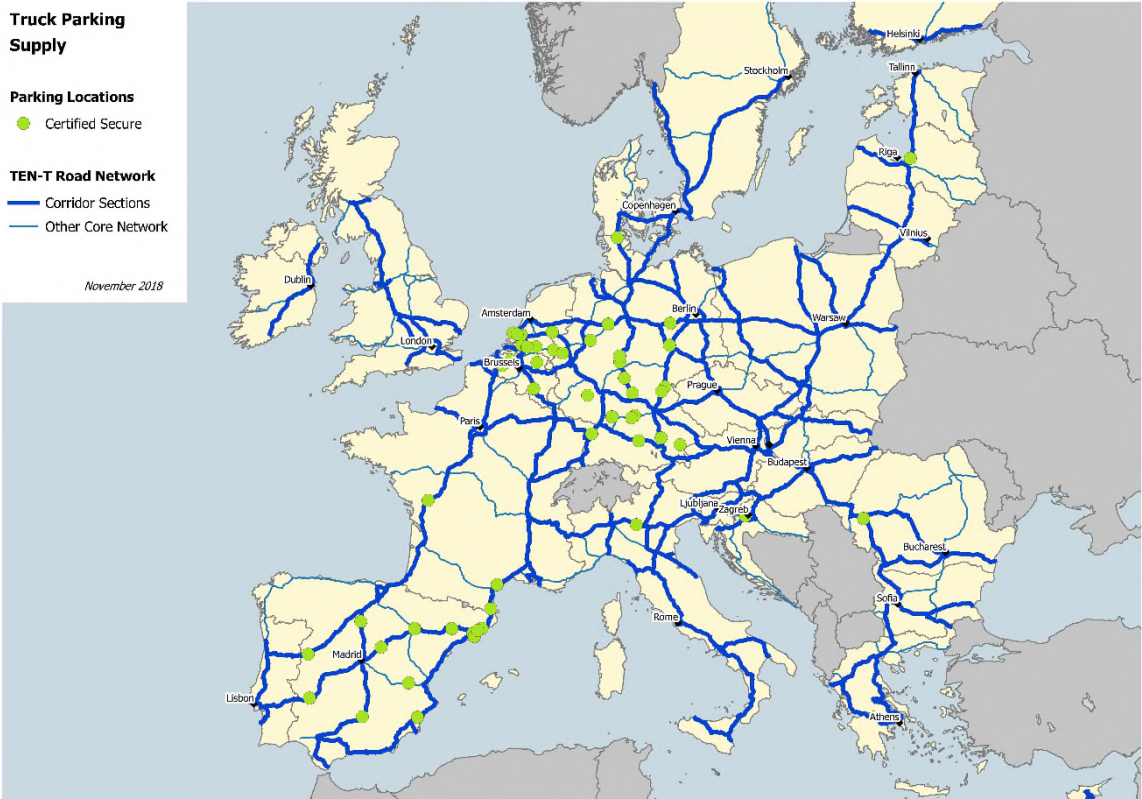 Truck Parking
Supply
Parking Locations
Certified Secure
TEN-T Road Network
Corridor Sections
Other Core Network
November 2018
Helsinki
Tallinn
Stockholm
Riga
Copenhagen
Vilnius
Dublin
Berlin
Amsterdam
Warsaw
London
Brussels
Prague
Paris
Vienna
Budapest
Ljubljana
Zagreb
Bucharest
Sofia
Rome
Madrid
Lisbon
Athens